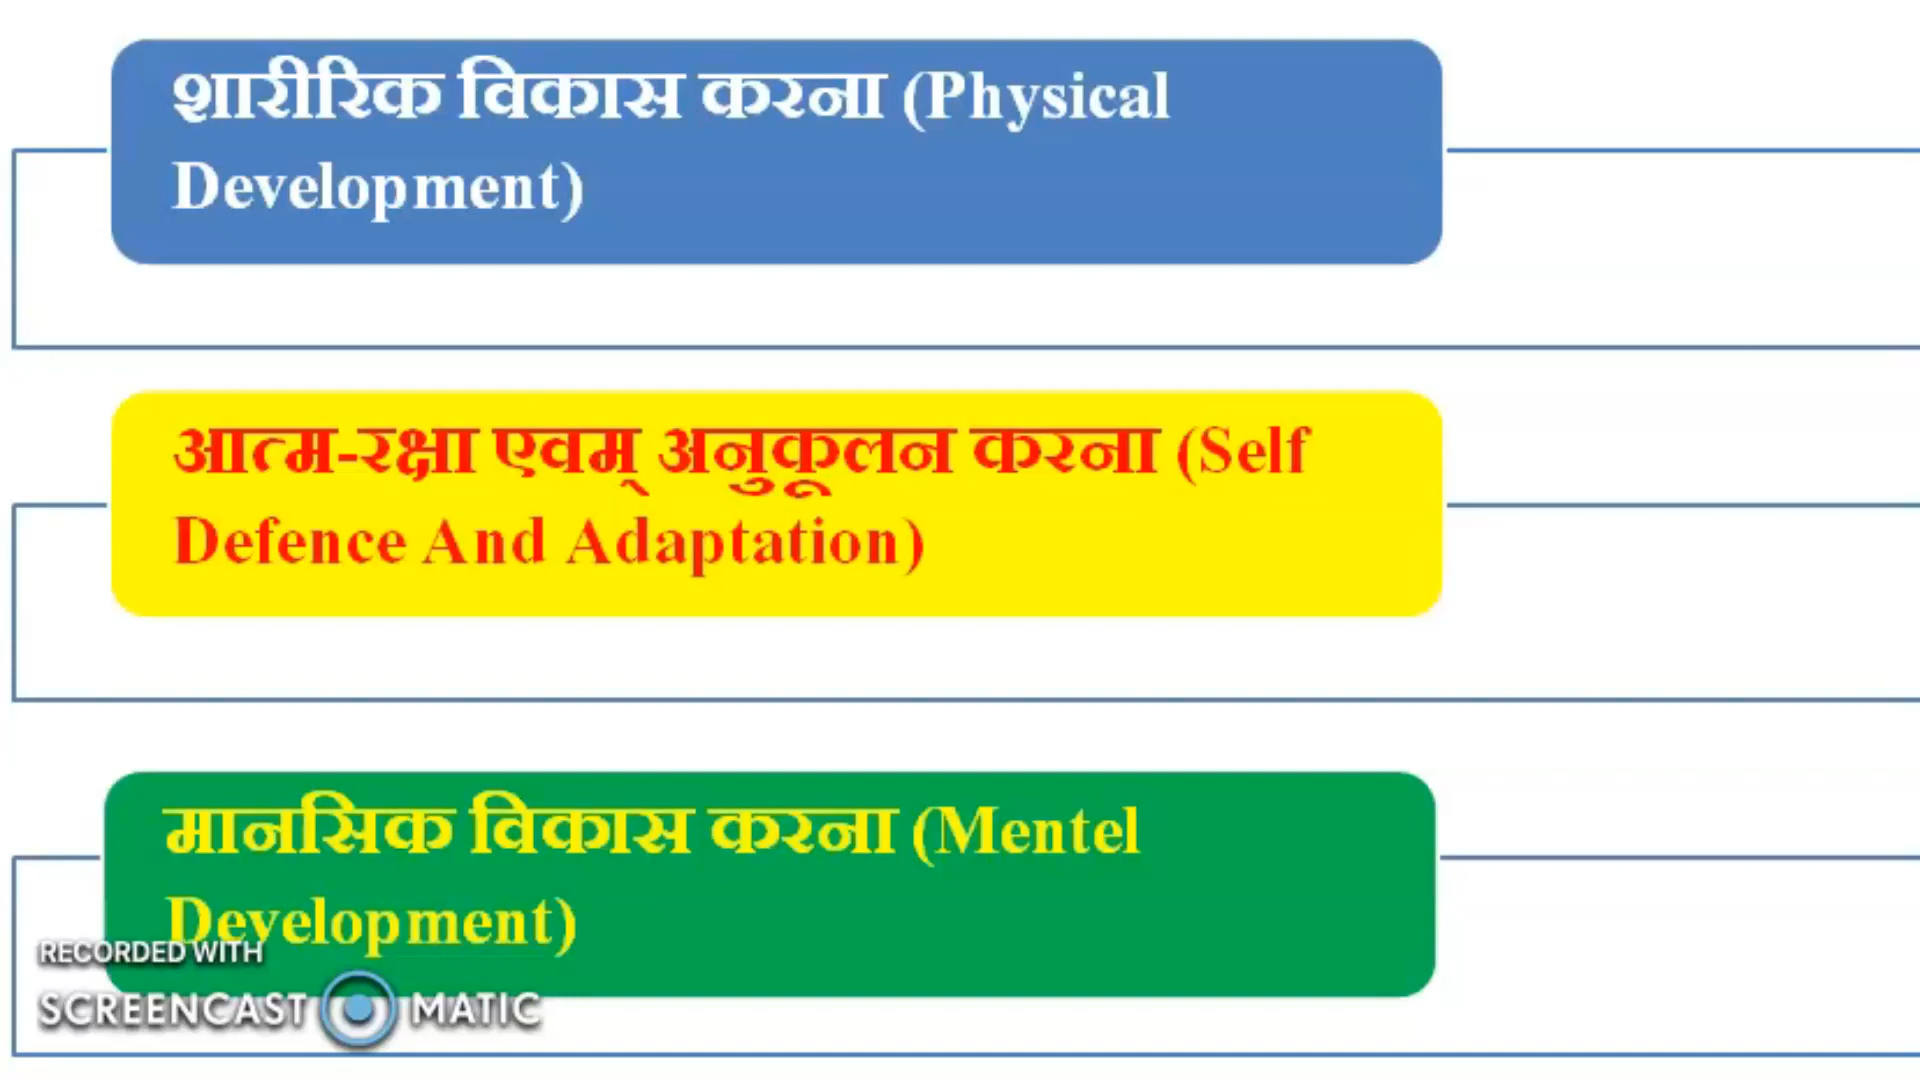 शारीरिक विकास करना (Physical
Development)
आत्म-रक्षा एवम् अनुकूलन करना (Self
Defence And Adaptation)
मानसिक विकास करना (Mentel
Development)
RECORDED WITH
SCREENCAST MATIC